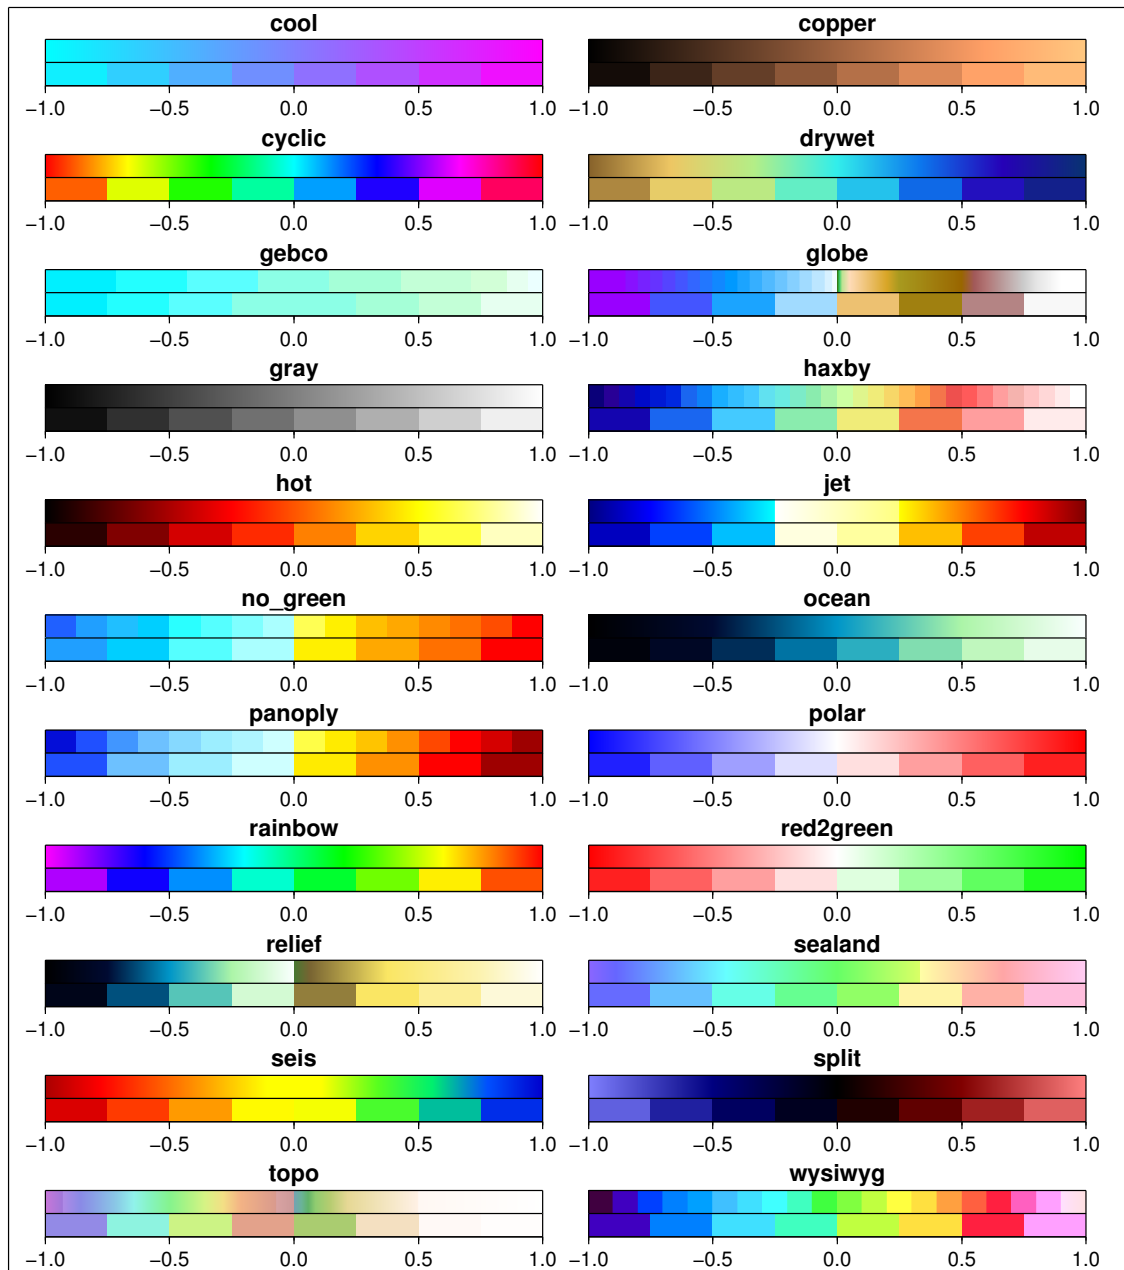 cool copper
−1.0 −0.5 0.0 0.5 1.0 −1.0 −0.5 0.0 0.5 1.0
cyclic drywet
−1.0 −0.5 0.0 0.5 1.0 −1.0 −0.5 0.0 0.5 1.0
gebco globe
−1.0 −0.5 0.0 0.5 1.0 −1.0 −0.5 0.0 0.5 1.0
gray haxby
−1.0 −0.5 0.0 0.5 1.0 −1.0 −0.5 0.0 0.5 1.0
hot jet
−1.0 −0.5 0.0 0.5 1.0 −1.0 −0.5 0.0 0.5 1.0
no_green ocean
−1.0 −0.5 0.0 0.5 1.0 −1.0 −0.5 0.0 0.5 1.0
panoply polar
−1.0 −0.5 0.0 0.5 1.0 −1.0 −0.5 0.0 0.5 1.0
rainbow red2green
−1.0 −0.5 0.0 0.5 1.0 −1.0 −0.5 0.0 0.5 1.0
relief sealand
−1.0 −0.5 0.0 0.5 1.0 −1.0 −0.5 0.0 0.5 1.0
seis split
−1.0 −0.5 0.0 0.5 1.0 −1.0 −0.5 0.0 0.5 1.0
topo wysiwyg
−1.0 −0.5 0.0 0.5 1.0 −1.0 −0.5 0.0 0.5 1.0